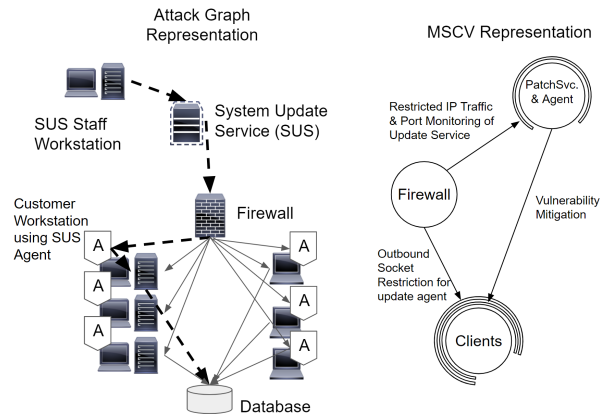 Attack Graph
Representation
MSCV Representation
SUS Staff
Workstation
System Update
Service (SUS)
PatchSvc.
& Agent
Restricted IP Traffic
& Port Monitoring of
Update Service
Customer
Workstation
using SUS
Agent
Firewall
Firewall
Vulnerability
Mitigation
A
A
A
A
A
A
Outbound
Socket
Restriction for
update agent
Clients
Database